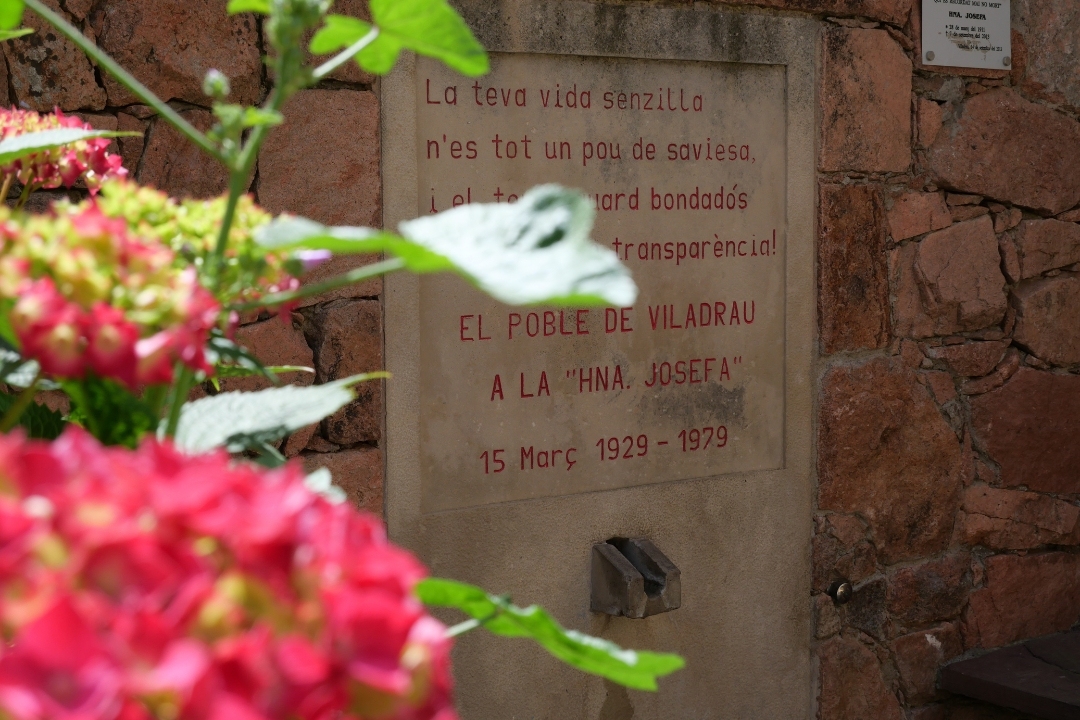 La teva vida senzilla
n'es tot un pou de saviesa,
i el bondadós
transparència!
EL POBLE DE VILADRAU
A LA "HNA. JOSEFA"
15 Març 1929 - 1979
HNA. JOSEFA